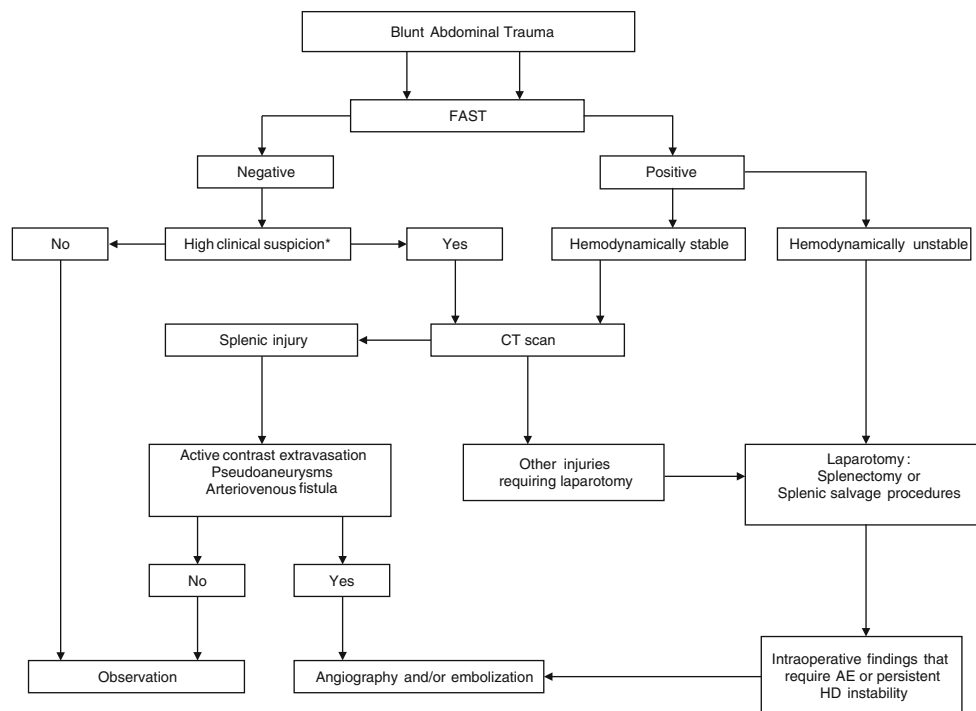 Blunt Abdominal Trauma
FAST
Negative
Positive
No
High clinical suspicion*
Yes
Hemodynamically stable
Hemodynamically unstable
Splenic injury
CT scan
Active contrast extravasation
Pseudoaneurysms
Arteriovenous fistula
Other injuries
requiring laparotomy
Laparotomy:
Splenectomy or
Splenic salvage procedures
No
Yes
Observation
Angiography and/or embolization
Intraoperative findings that
require AE or persistent
HD instability